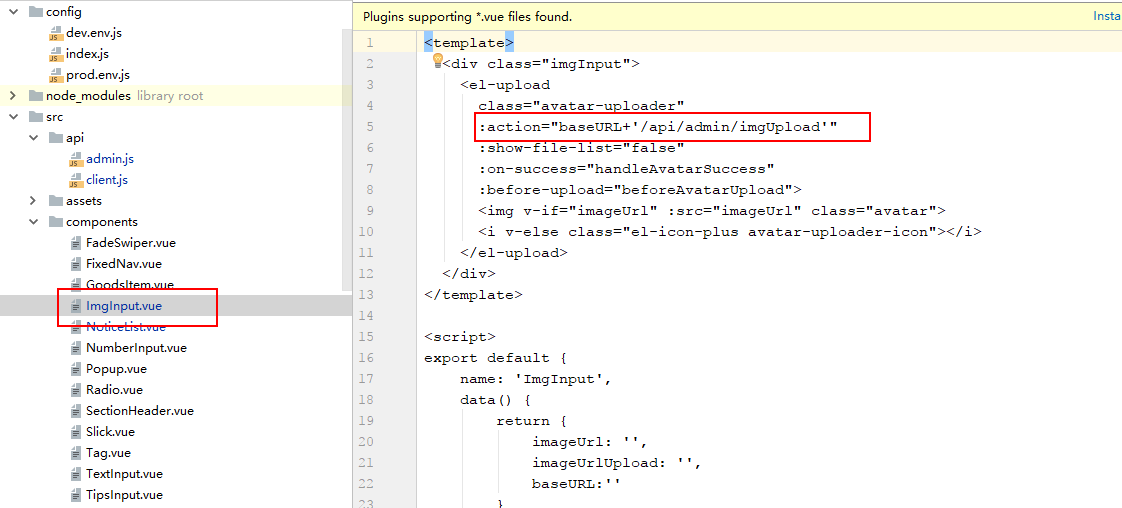 config
dev.env.js
index.js
prod.env.js
node_modules library root
src
api
admin.js
client.js
assets
components
FadeSwiper.vue
FixedNav.vue
GoodsItem.vue
ImgInput.vue
NoticeList.vue
NumberInput.vue
Popup.vue
Radio.vue
SectionHeader.vue
Slick.vue
Tag.vue
TextInput.vue
TipsInput.vue
Plugins supporting *.vue files found. Insta
1 <template>
2 <div class="imgInput">
3 <el-upload
4 class="avatar-uploader"
5 :action="baseURL+'/api/admin/imgUpload'"
6 :show-file-list="false"
7 :on-success="handleAvatarSuccess"
8 :before-upload="beforeAvatarUpload">
9 <img v-if="imageUrl" :src="imageUrl" class="avatar">
10 <i v-else class="el-icon-plus avatar-uploader-icon"></i>
11 </el-upload>
12 </div>
13 </template>
14
15 <script>
16 export default {
17 name: 'ImgInput',
18 data() {
19 return {
20 imageUrl: '',
21 imageUrlUpload: '',
22 baseURL:''
23 }